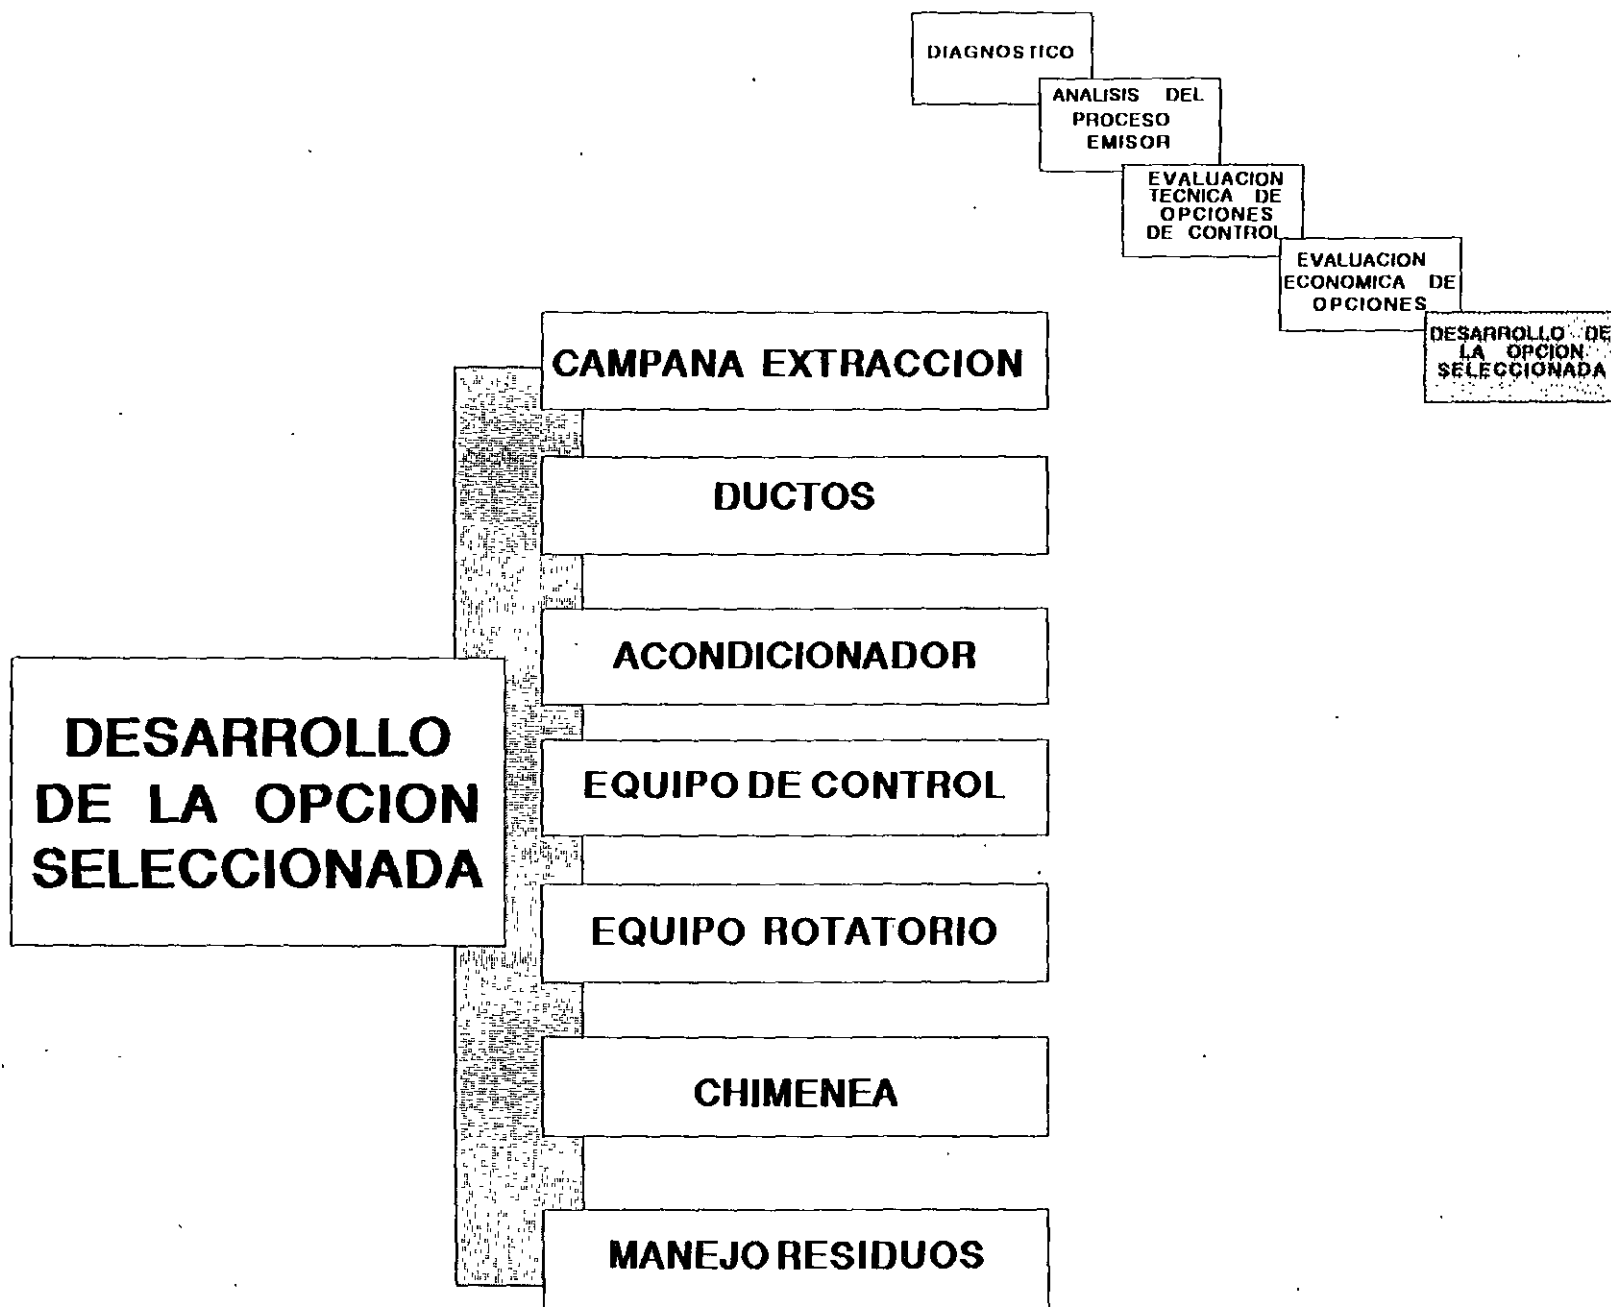 DIAGNOSTICO
ANALISIS DEL
PROCESO
EMISOR
EVALUACION
TECNICA DE
OPCIONES
DE CONTROL
EVALUACION
ECONOMICA DE
OPCIONES
DESARROLLO DE
LA OPCION
SELECCIONADA
CAMPANA EXTRACCION
DUCTOS
ACONDICIONADOR
DESARROLLO
DE LA OPCION
SELECCIONADA
EQUIPO DE CONTROL
EQUIPO ROTATORIO
CHIMENEA
MANEJO RESIDUOS